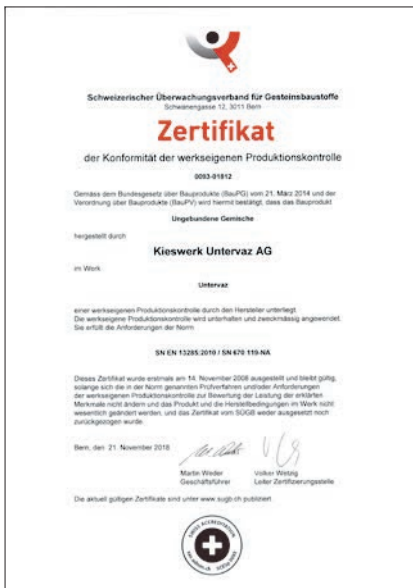 Schweizerischer Überwachungsverband für Gesteinsbaustoffe
Schwanengasse 12, 3011 Bern
Zertifikat
der Konformität der werkseigenen Produktionskontrolle
0093-01812
Gemäss dem Bundesgesetz über Bauprodukte (BauPG) vom 21. März 2014 und der
Verordnung über Bauprodukte (BauPV) wird hiermit bestätigt, dass das Bauprodukt
Ungebundene Gemische
hergestellt durch
Kieswerk Untervaz AG
im Werk
Untervaz
einer werkseigenen Produktionskontrolle durch den Hersteller unterliegt.
Die werkseigene Produktionskontrolle wird unterhalten und zweckmässig angewendet.
Sie erfüllt die Anforderungen der Norm
SN EN 13285:2010 / SN 670 119-NA
Dieses Zertifikat wurde erstmals am 14. November 2006 ausgestellt und bleibt gültig,
solange sich die in der Norm genannten Prüfverfahren und/oder Anforderungen
der werkseigenen Produktionskontrolle zur Bewertung der Leistung der erklärten
Merkmale nicht ändern und das Produkt und die Herstellbedingungen im Werk nicht
wesentlich geändert werden, und das Zertifikat vom SÜGB weder ausgesetzt noch
zurückgezogen wurde.
Bern, den 21. November 2018
Martin Weder Volker Wetzig
Geschäftsführer Leiter Zertifizierungsstelle
Die aktuell gültigen Zertifikate sind unter www.sugb.ch publiziert
SWISS ACCREDITATION